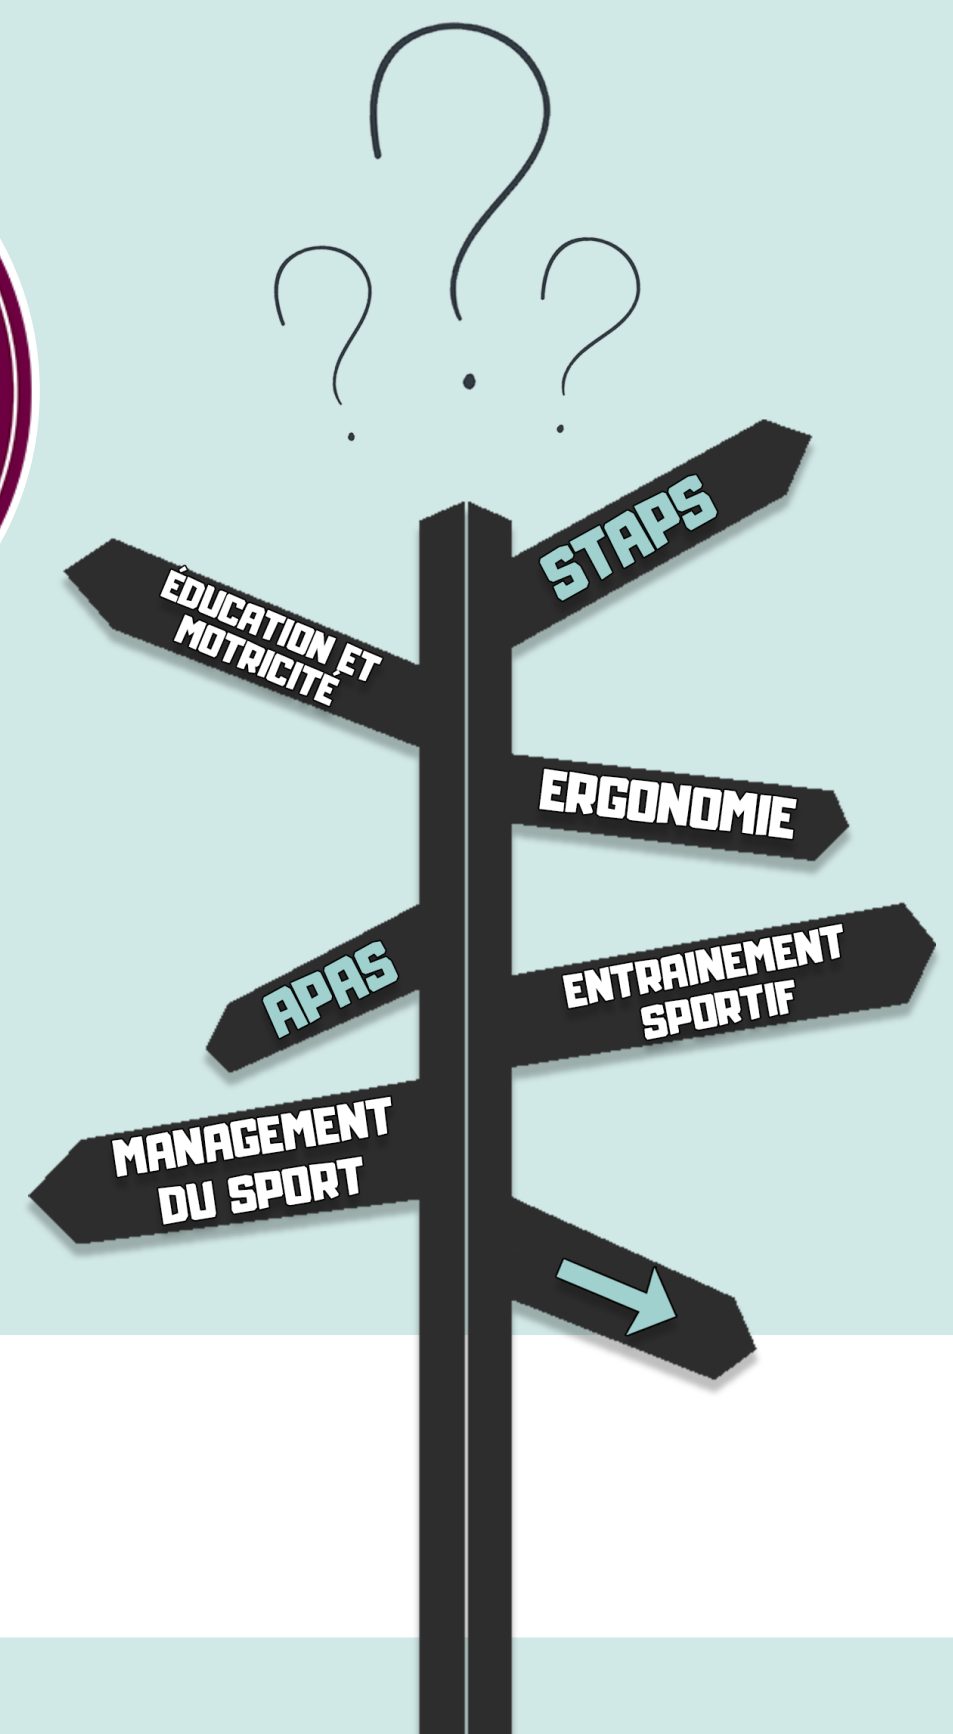 STAPS
ÉDUCATION ET
MOTRICITÉ
ERGONOMIE
APAS
ENTRAINEMENT
SPORTIF
MANAGEMENT
DU SPORT